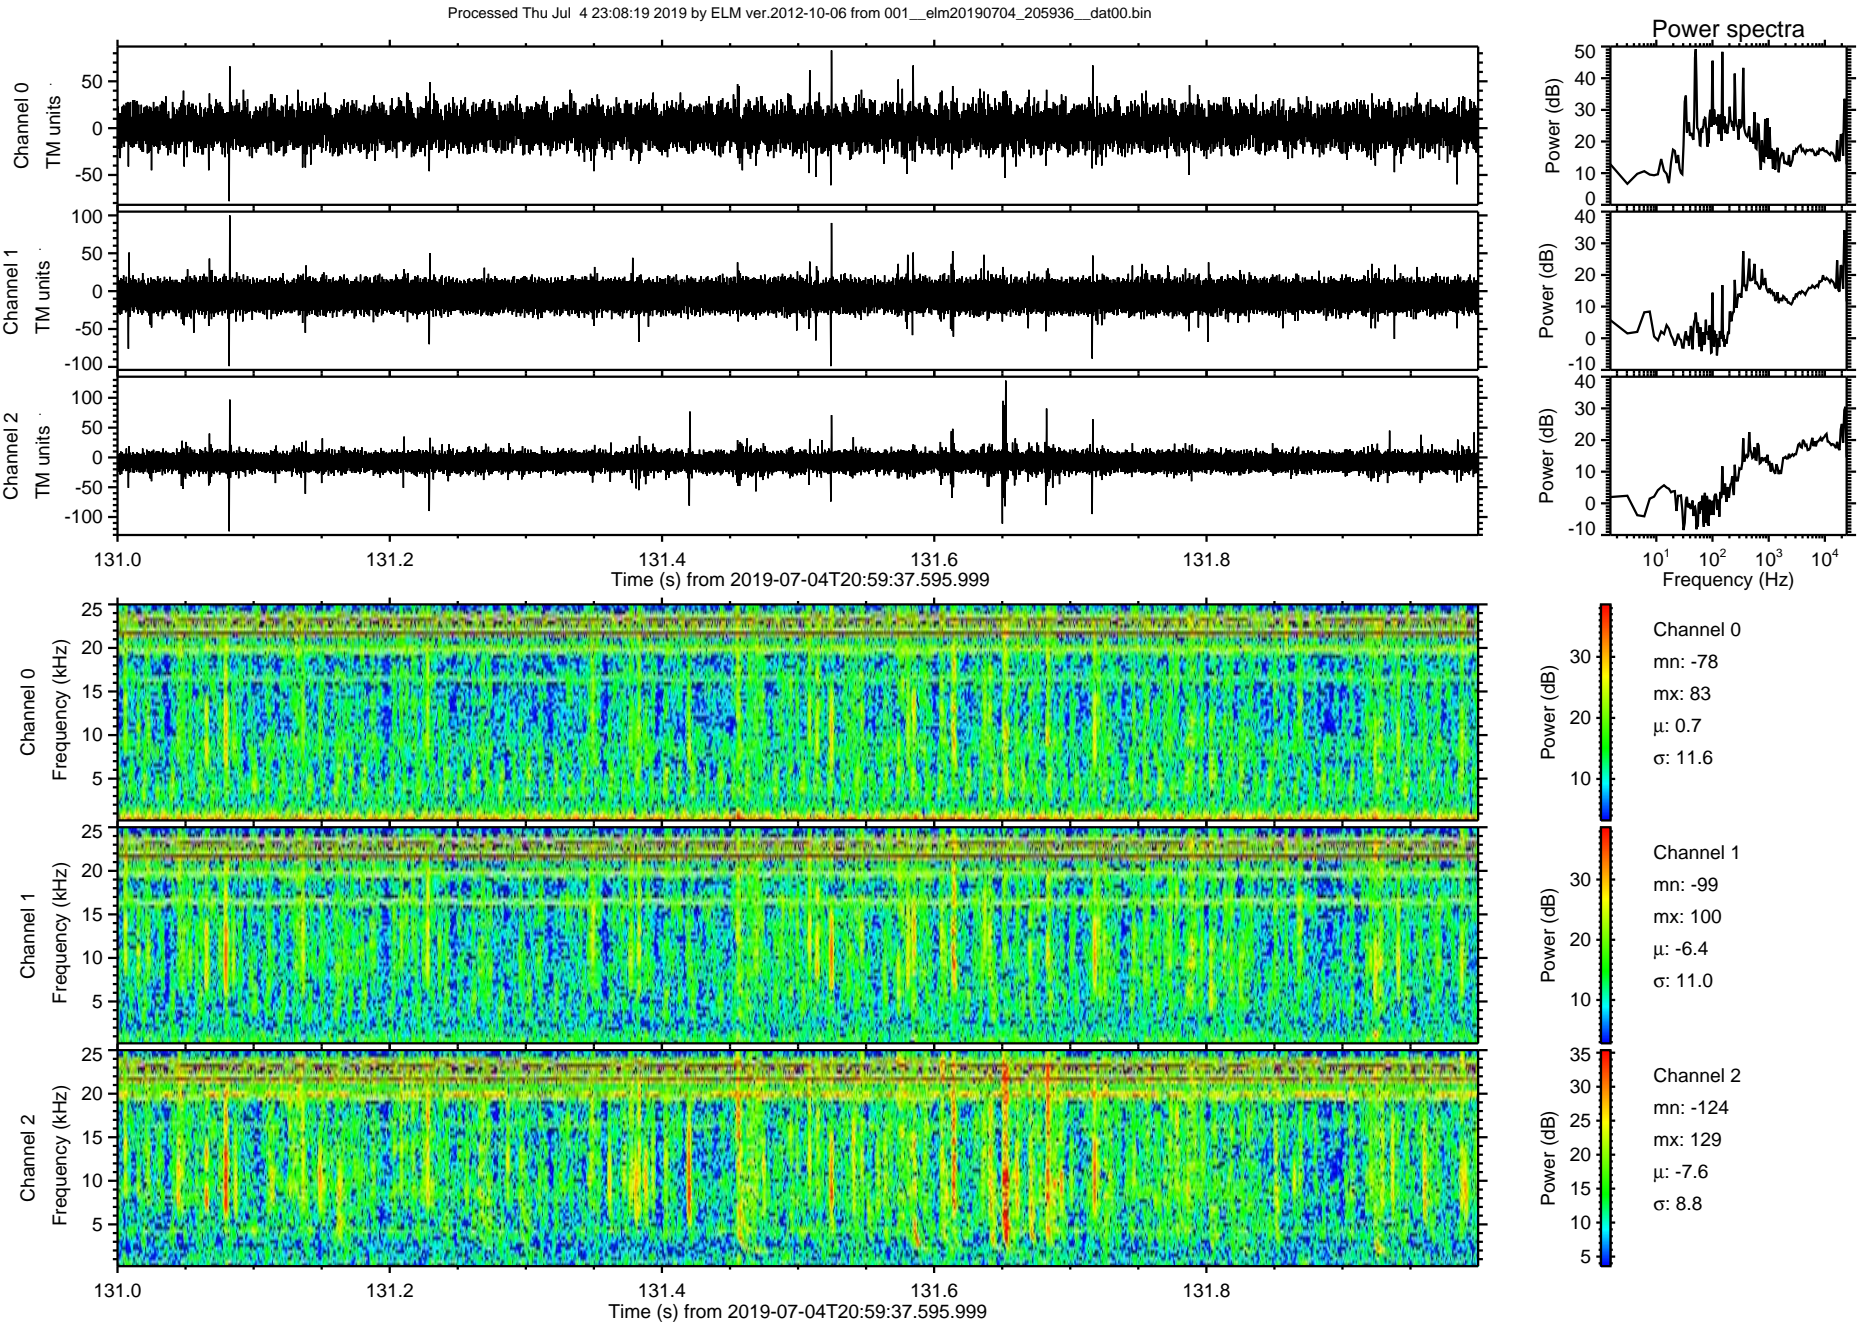 Processed Thu Jul  4 23:08:19 2019 by ELM ver.2012-10-06 from 001__elm20190704_205936__dat00.bin
Power spectra
Channel 0
TM units
50
0
-50
Power (dB)
50
40
30
20
10
0
Channel 1
TM units
100
50
0
-50
-100
Power (dB)
40
30
20
10
0
-10
Channel 2
TM units
100
50
0
-50
-100
Power (dB)
40
30
20
10
0
-10
131.0 131.2 131.4 131.6 131.8
Time (s) from 2019-07-04T20:59:37.595.999
10¹ 10² 10³ 10⁴
Frequency (Hz)
Channel 0
Frequency (kHz)
25
20
15
10
5
Power (dB)
30
20
10
Channel 0
mn: -78
mx: 83
µ: 0.7
σ: 11.6
Channel 1
Frequency (kHz)
25
20
15
10
5
Power (dB)
30
20
10
Channel 1
mn: -99
mx: 100
µ: -6.4
σ: 11.0
Channel 2
Frequency (kHz)
25
20
15
10
5
Power (dB)
35
30
25
20
15
10
5
Channel 2
mn: -124
mx: 129
µ: -7.6
σ: 8.8
131.0 131.2 131.4 131.6 131.8
Time (s) from 2019-07-04T20:59:37.595.999